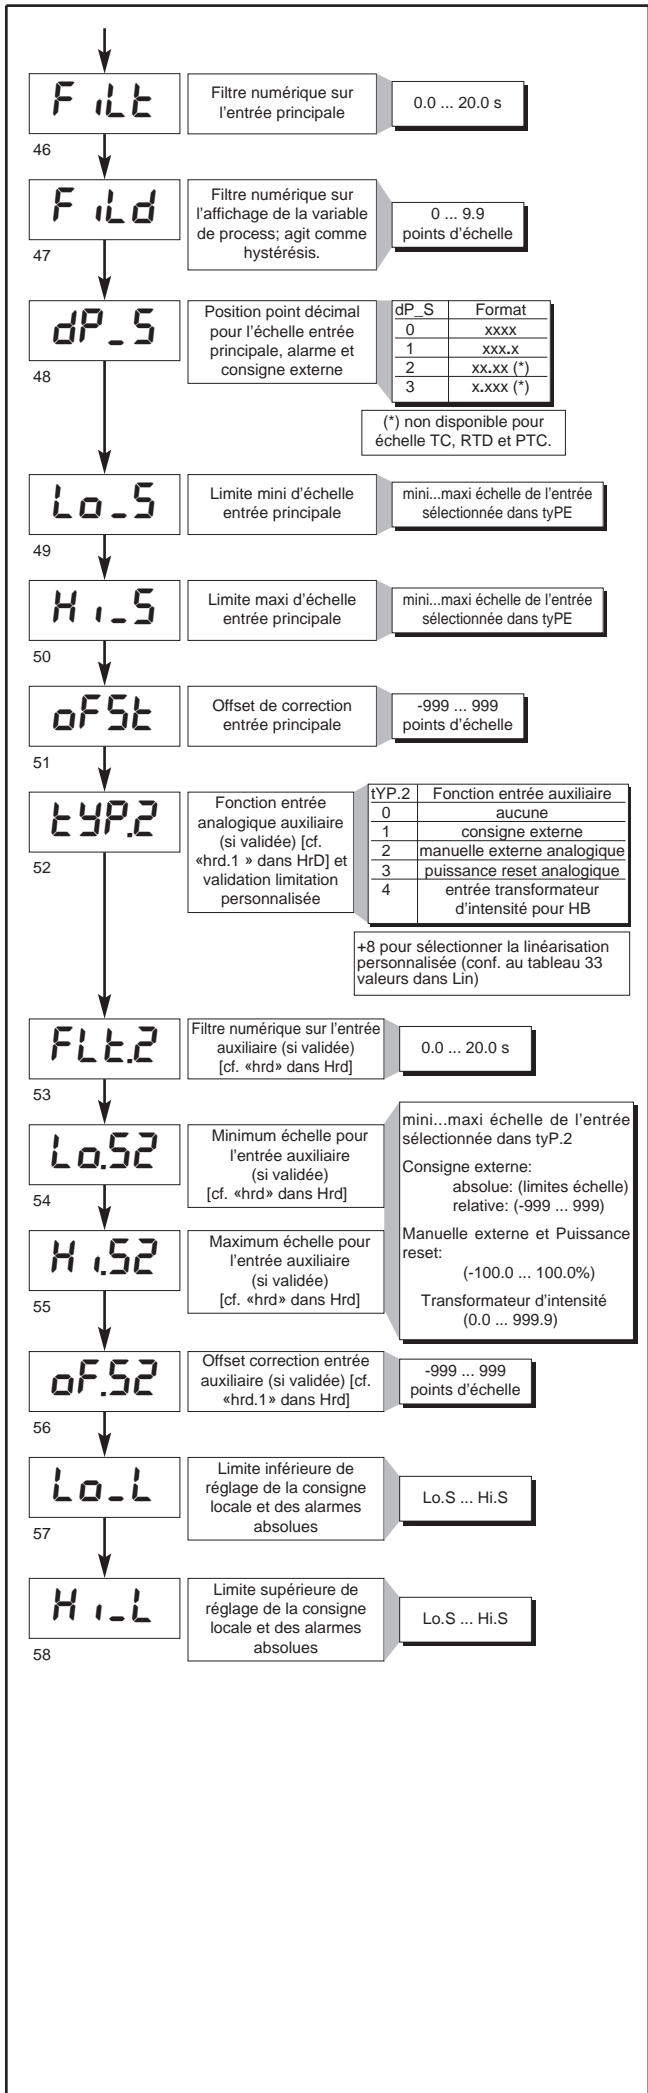 FiLt
Filtre numérique sur
l'entrée principale
0.0 ... 20.0 s
46
FiLd
Filtre numérique sur
l'affichage de la variable
de process; agit comme
hystérésis.
0 ... 9.9
points d'échelle
47
dP_S
Position point décimal
pour l'échelle entrée
principale, alarme et
consigne externe
dP_S Format
0 xxxx
1 xxx.x
2 xx.xx (*)
3 x.xxx (*)
48
(*) non disponible pour
échelle TC, RTD et PTC.
Lo_S
Limite mini d'échelle
entrée principale
mini...maxi échelle de l'entrée
sélectionnée dans tyPE
49
Hi_S
Limite maxi d'échelle
entrée principale
mini...maxi échelle de l'entrée
sélectionnée dans tyPE
50
oFSt
Offset de correction
entrée principale
-999 ... 999
points d'échelle
51
tYP.2
Fonction entrée
analogique auxiliaire
(si validée) [cf.
«hrd.1 » dans HrD] et
validation limitation
personnalisée
tYP.2 Fonction entrée auxiliaire
0 aucune
1 consigne externe
2 manuelle externe analogique
3 puissance reset analogique
4 entrée transformateur
d'intensité pour HB
52
+8 pour sélectionner la linéarisation
personnalisée (conf. au tableau 33
valeurs dans Lin)
FLt.2
Filtre numérique sur l'entrée
auxiliaire (si validée)
[cf. «hrd» dans Hrd]
0.0 ... 20.0 s
53
Lo.S2
Minimum échelle pour
l'entrée auxiliaire
(si validée)
[cf. «hrd» dans Hrd]
54
Hi.S2
Maximum échelle pour
l'entrée auxiliaire
(si validée)
[cf. «hrd» dans Hrd]
55
mini...maxi échelle de l'entrée
sélectionnée dans tyP.2
Consigne externe:
absolue: (limites échelle)
relative: (-999 ... 999)
Manuelle externe et Puissance
reset:
(-100.0 ... 100.0%)
Transformateur d'intensité
(0.0 ... 999.9)
oF.S2
Offset correction entrée
auxiliaire (si validée) [cf.
«hrd.1» dans Hrd]
-999 ... 999
points d'échelle
56
Lo_L
Limite inférieure de
réglage de la consigne
locale et des alarmes
absolues
Lo.S ... Hi.S
57
Hi_L
Limite supérieure de
réglage de la consigne
locale et des alarmes
absolues
Lo.S ... Hi.S
58